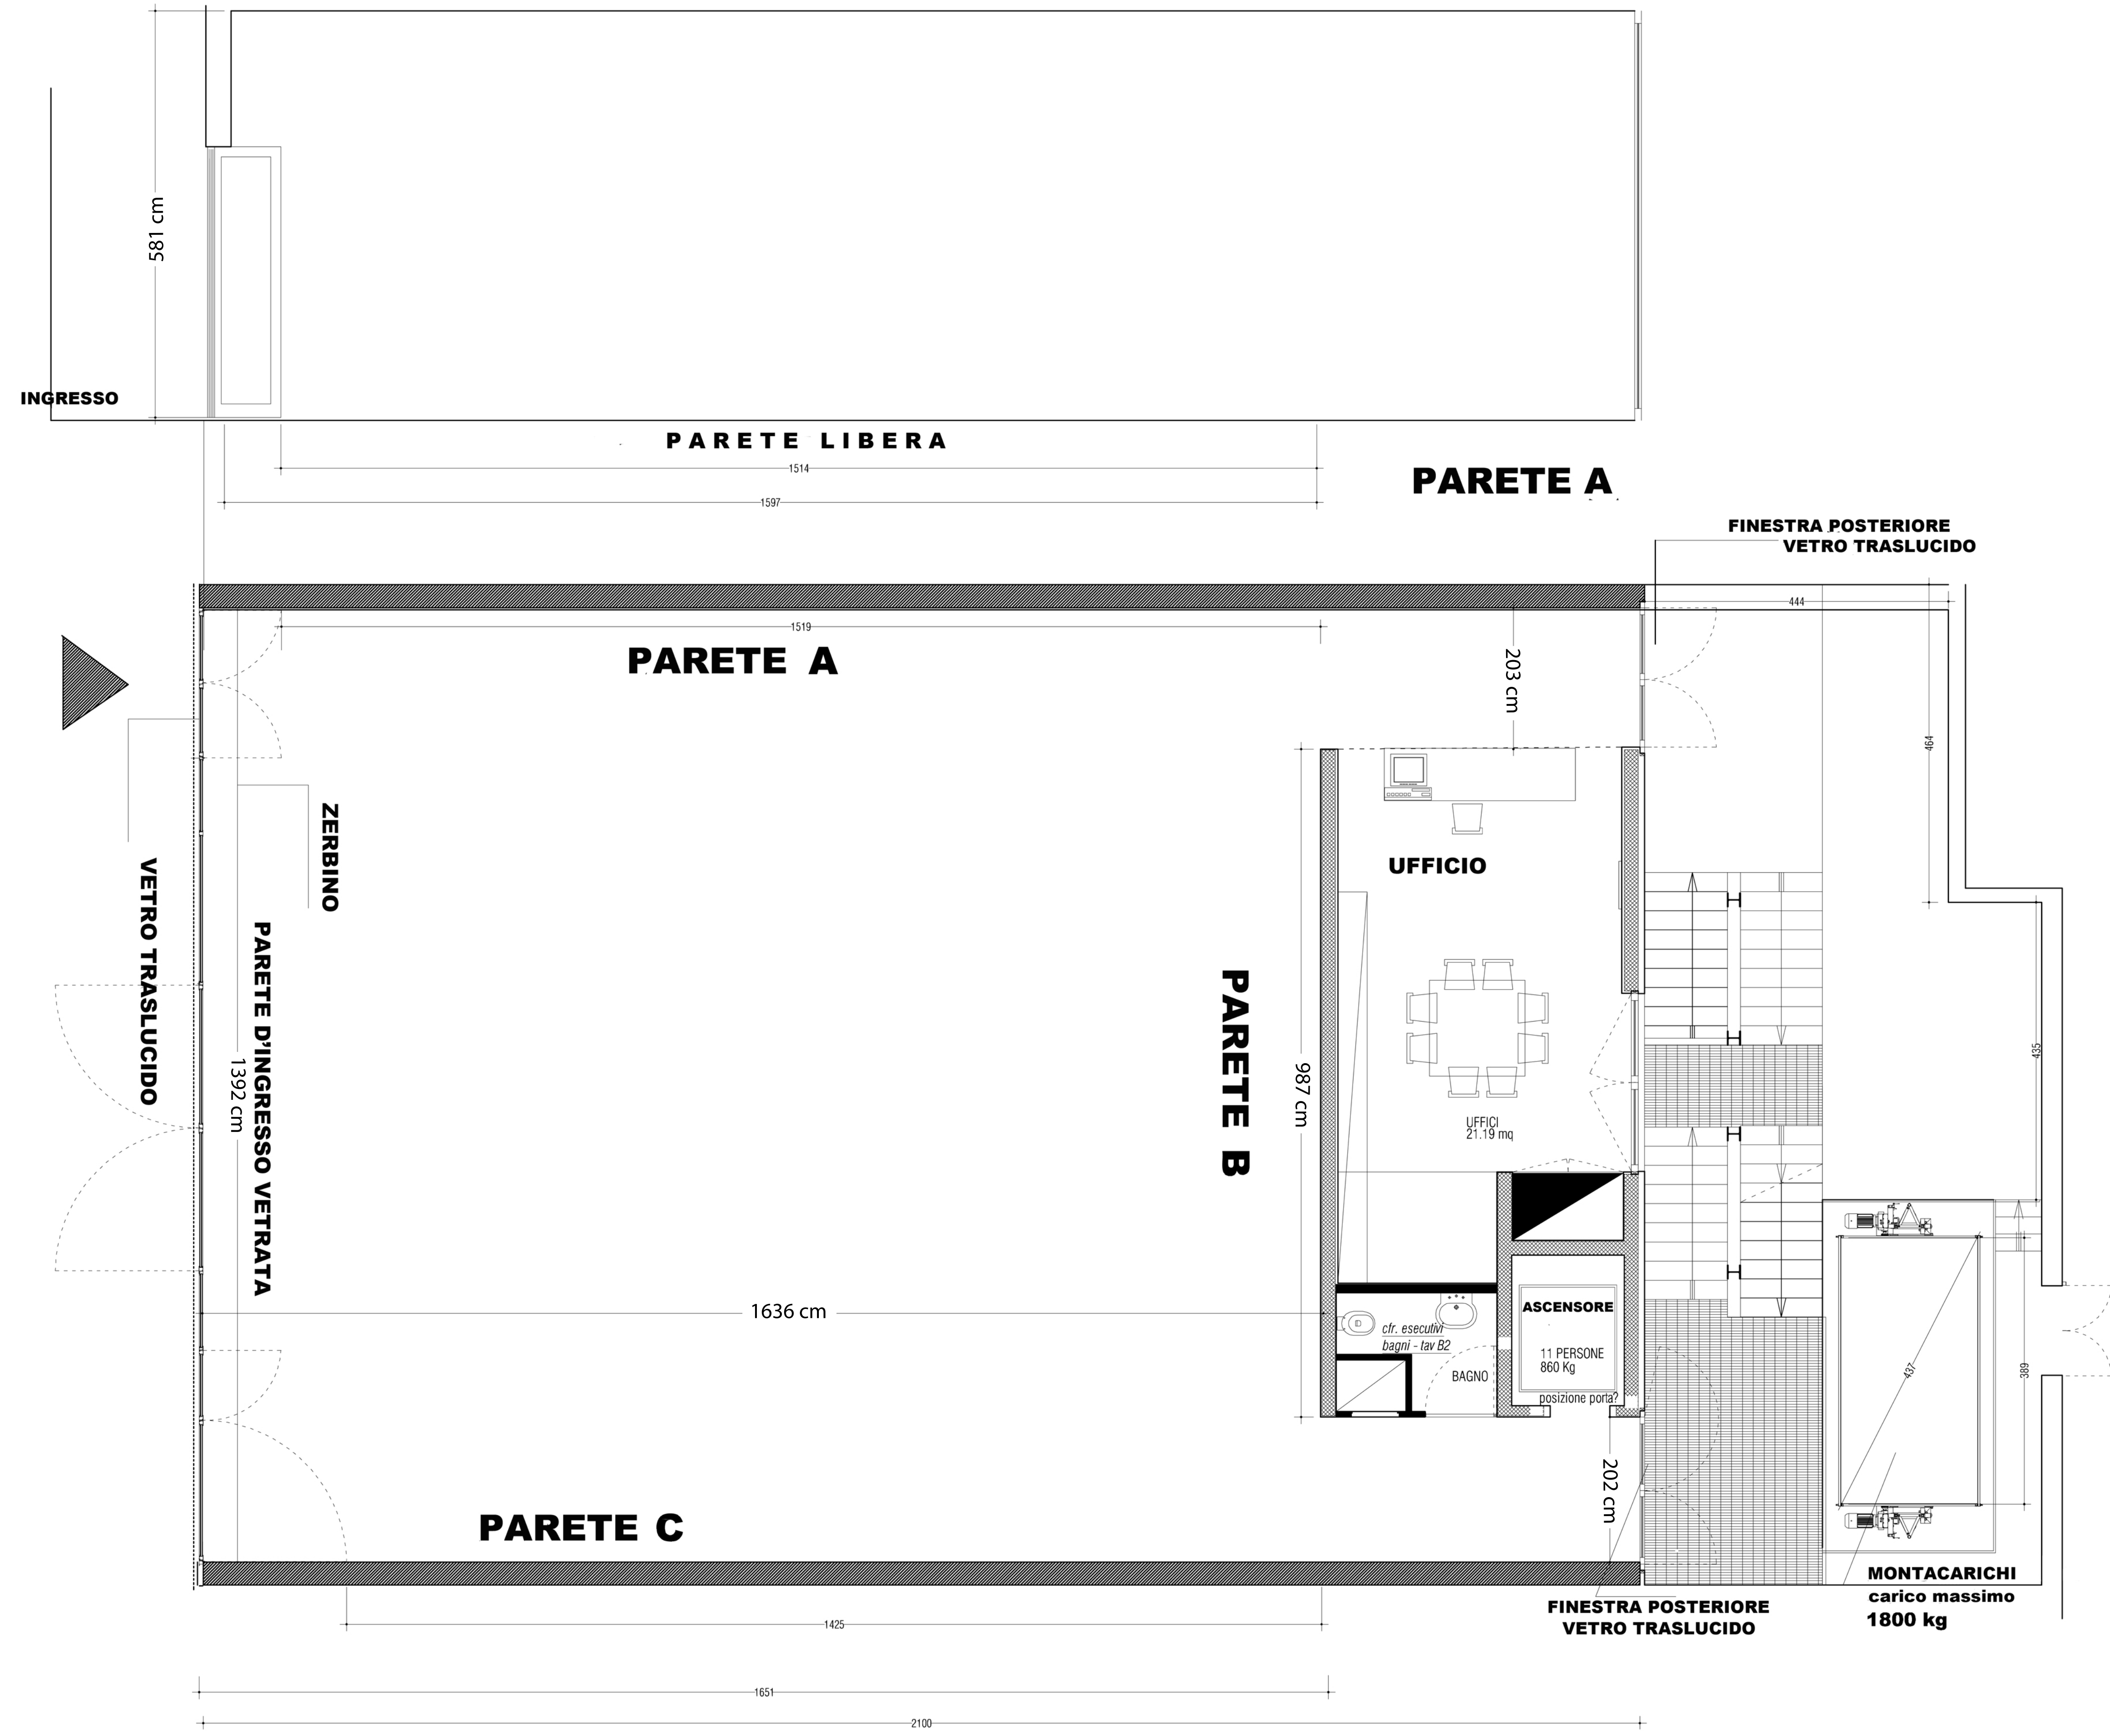 581 cm
INGRESSO
PARETE LIBERA
1514
PARETE A
1597
FINESTRA POSTERIORE
VETRO TRASLUCIDO
444
1519
PARETE A
203 cm
464
ZERBINO
UFFICIO
VETRO TRASLUCIDO
PARETE D'INGRESSO VETRATA
1392 cm
PARETE B
987 cm
435
UFFICI
21.19 mq
1636 cm
ASCENSORE
cfr. esecutivi
bagni - tav B2
11 PERSONE
860 Kg
BAGNO
posizione porta?
437
389
202 cm
PARETE C
MONTACARICHI
carico massimo
1800 kg
FINESTRA POSTERIORE
VETRO TRASLUCIDO
1425
1651
2100